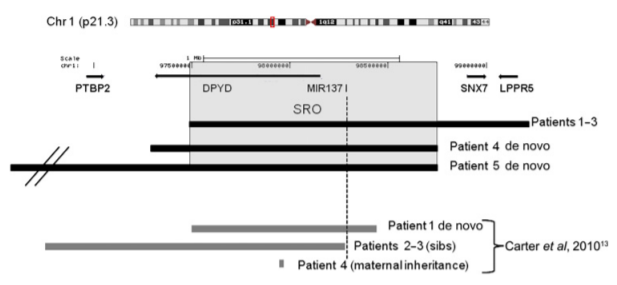 Chr 1 (p21.3)
p31.1 1q12 q41
Scale 1 Mb
chr1: 97500000 98000000 98500000 99000000
PTBP2 DPYD MIR137 SNX7 LPPR5
SRO
Patients 1-3
Patient 4 de novo
Patient 5 de novo
Patient 1 de novo
Patients 2-3 (sibs)
Carter et al, 2010¹³
Patient 4 (maternal inheritance)